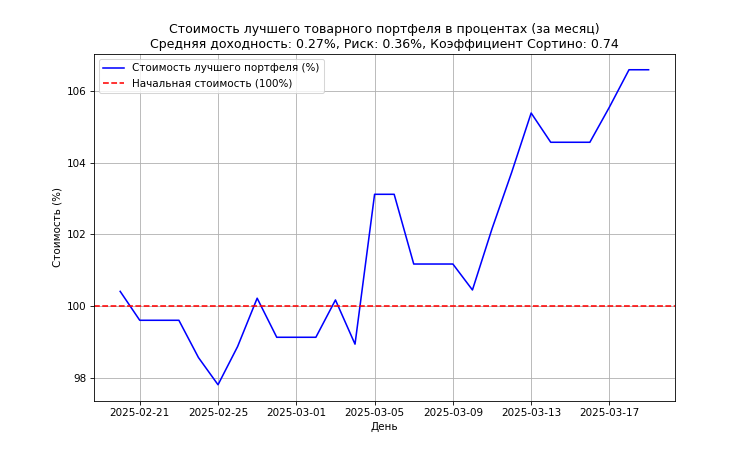 Стоимость лучшего товарного портфеля в процентах (за месяц)
Средняя доходность: 0.27%, Риск: 0.36%, Коэффициент Сортино: 0.74
Стоимость лучшего портфеля (%)
Начальная стоимость (100%)
106
104
102
100
98
Стоимость (%)
2025-02-21 2025-02-25 2025-03-01 2025-03-05 2025-03-09 2025-03-13 2025-03-17
День